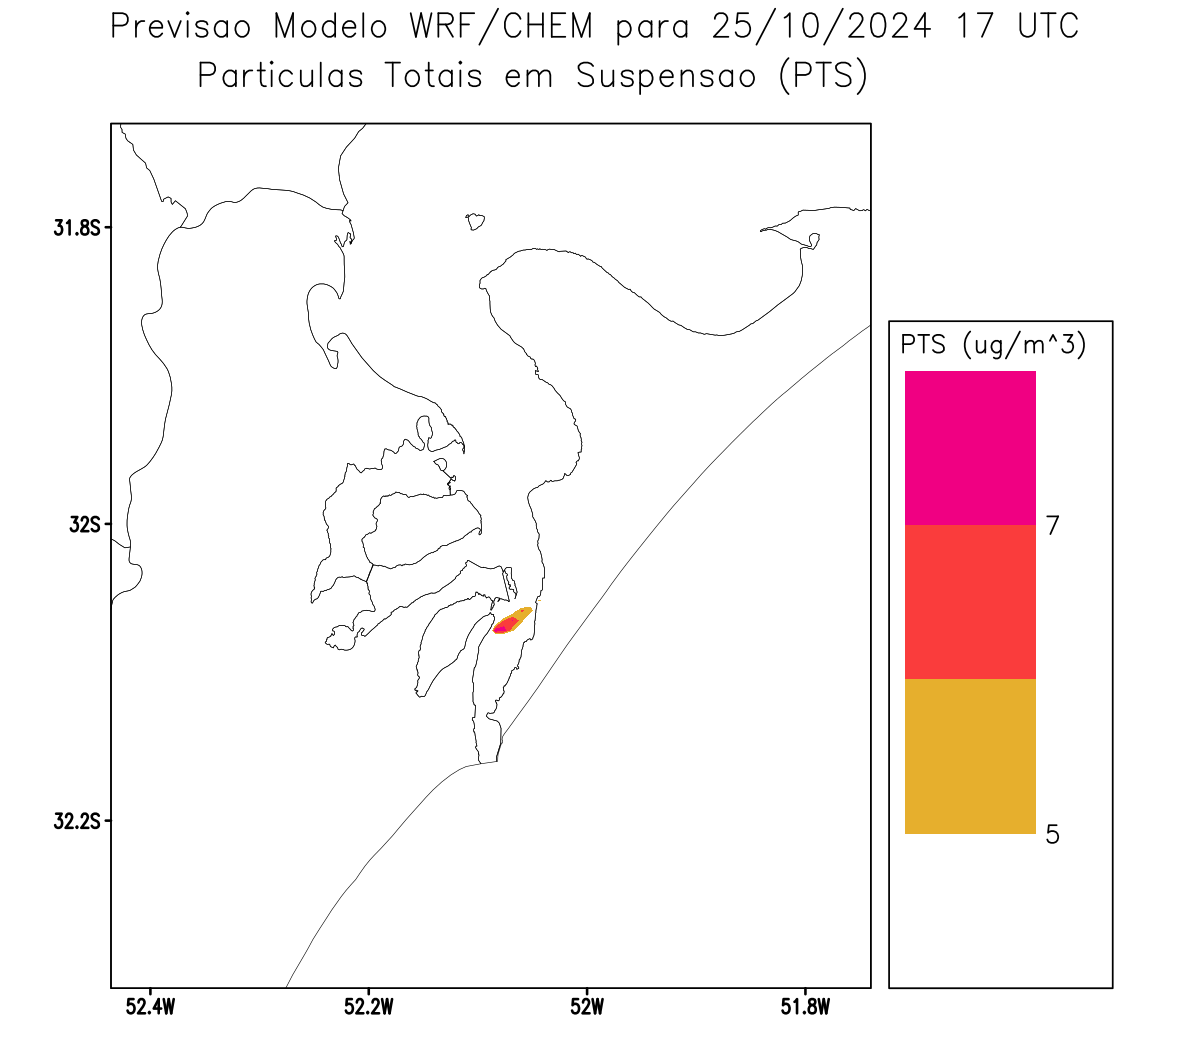 Previsao Modelo WRF/CHEM para 25/10/2024 17 UTC
Particulas Totais em Suspensao (PTS)
31.8S
32S
32.2S
52.4W
52.2W
52W
51.8W
PTS (ug/m^3)
7
5